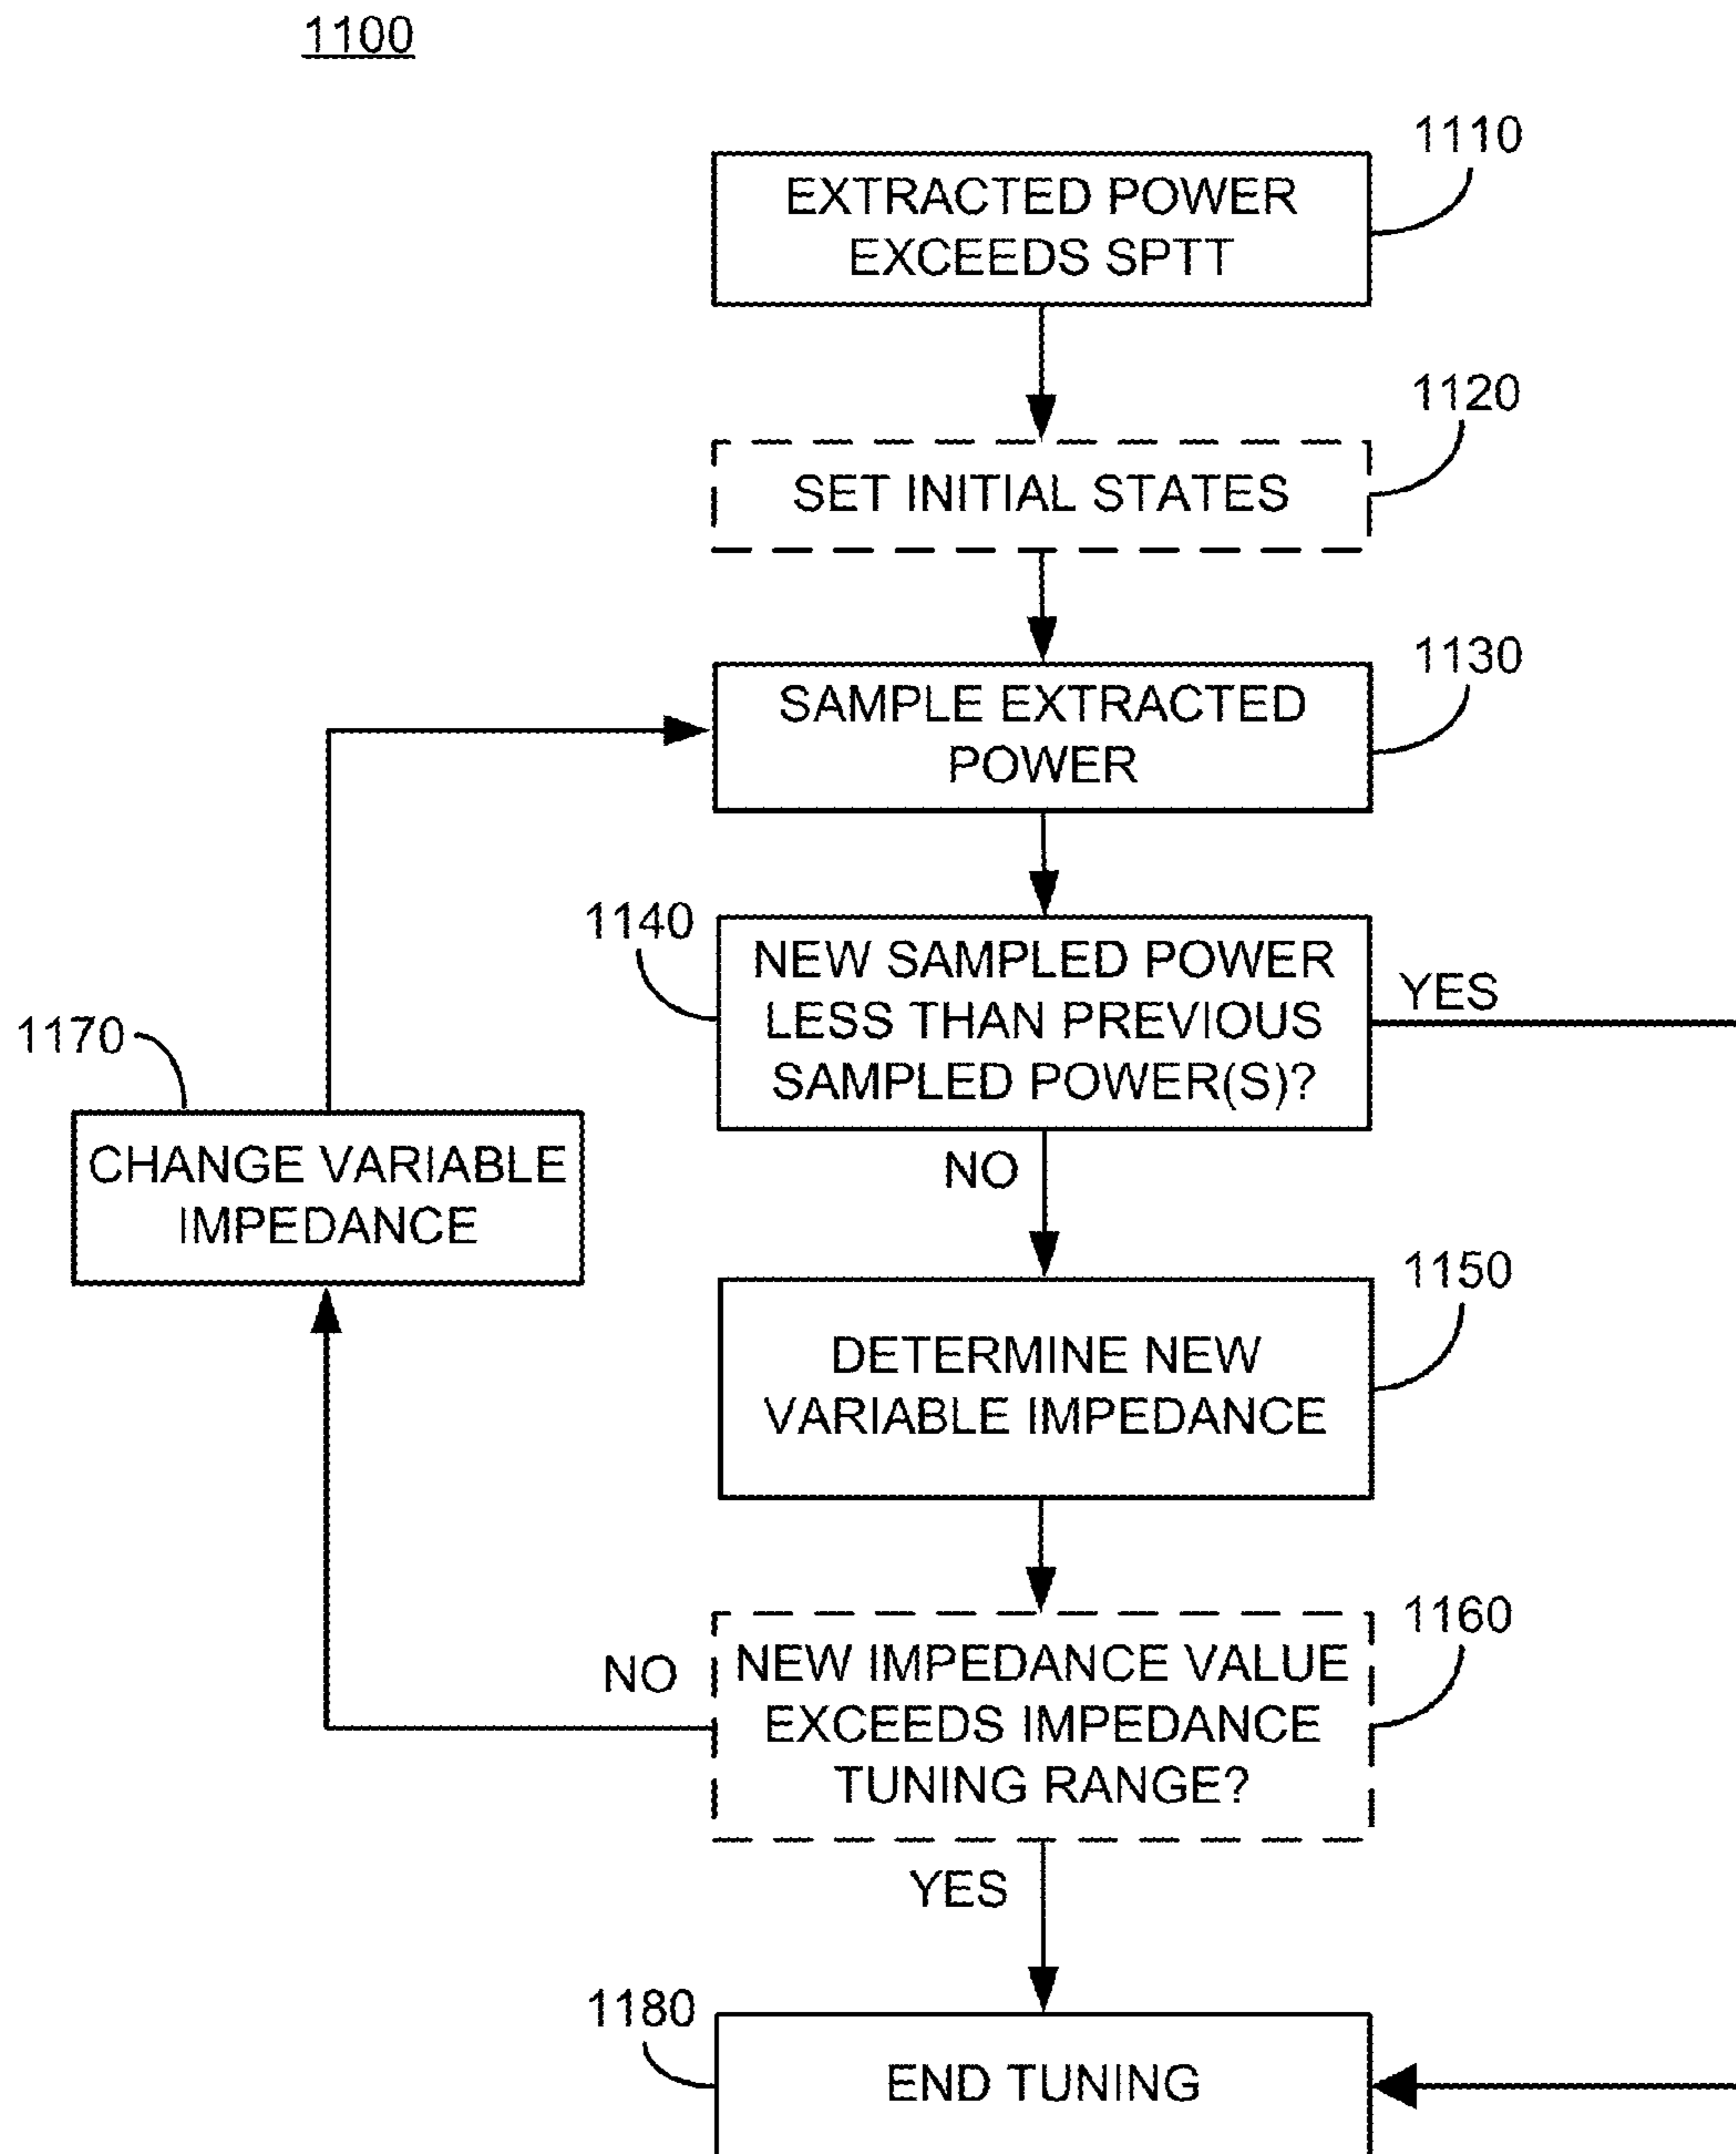 1100
1110
EXTRACTED POWER
EXCEEDS SPTT
1120
SET INITIAL STATES
1130
SAMPLE EXTRACTED
POWER
1140
NEW SAMPLED POWER
LESS THAN PREVIOUS
SAMPLED POWER(S)?
YES
1170
CHANGE VARIABLE
IMPEDANCE
NO
1150
DETERMINE NEW
VARIABLE IMPEDANCE
1160
NEW IMPEDANCE VALUE
EXCEEDS IMPEDANCE
TUNING RANGE?
NO
YES
1180
END TUNING